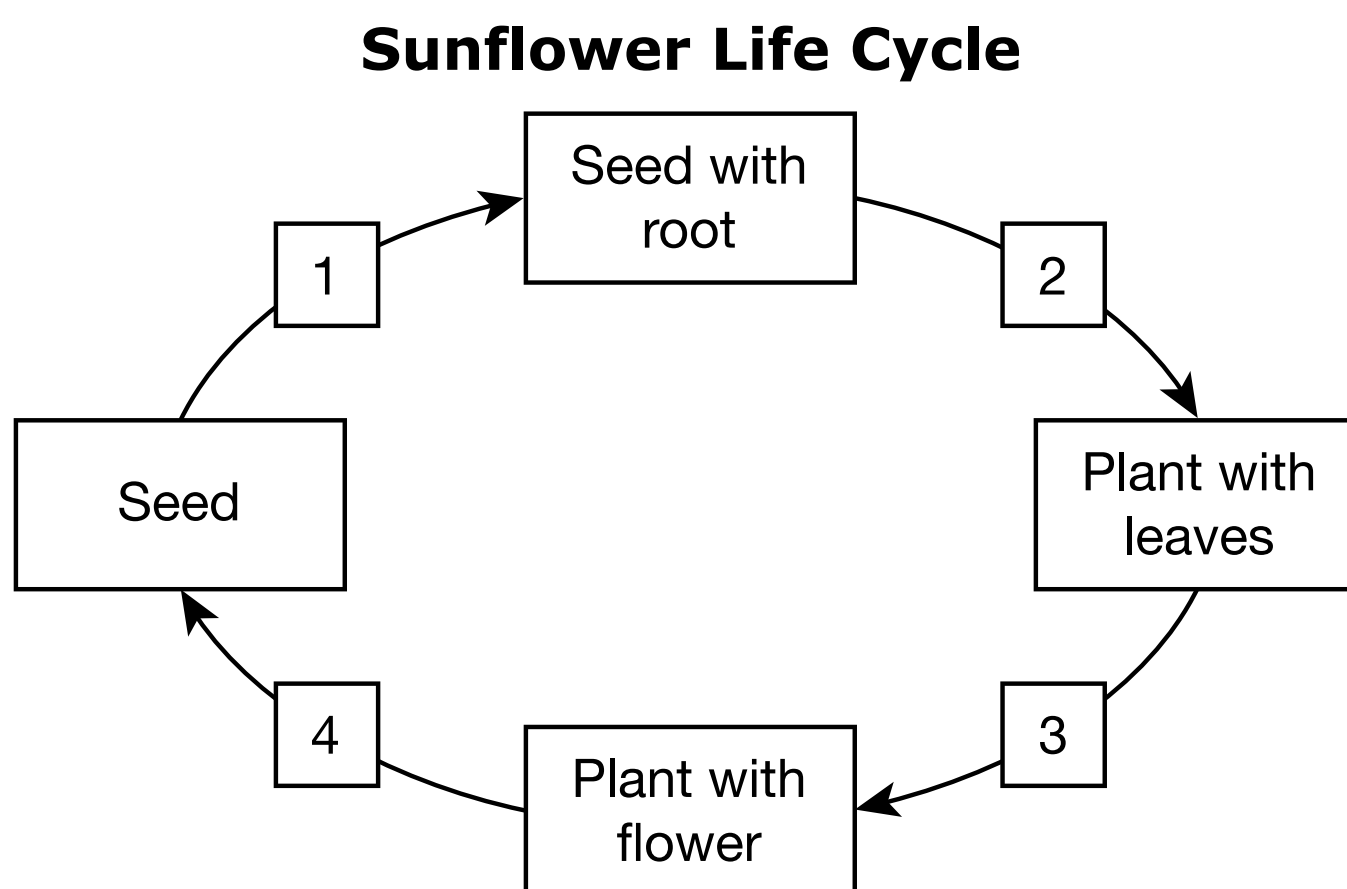 Sunflower Life Cycle
Seed with
root
1
2
Seed
Plant with
leaves
4
3
Plant with
flower